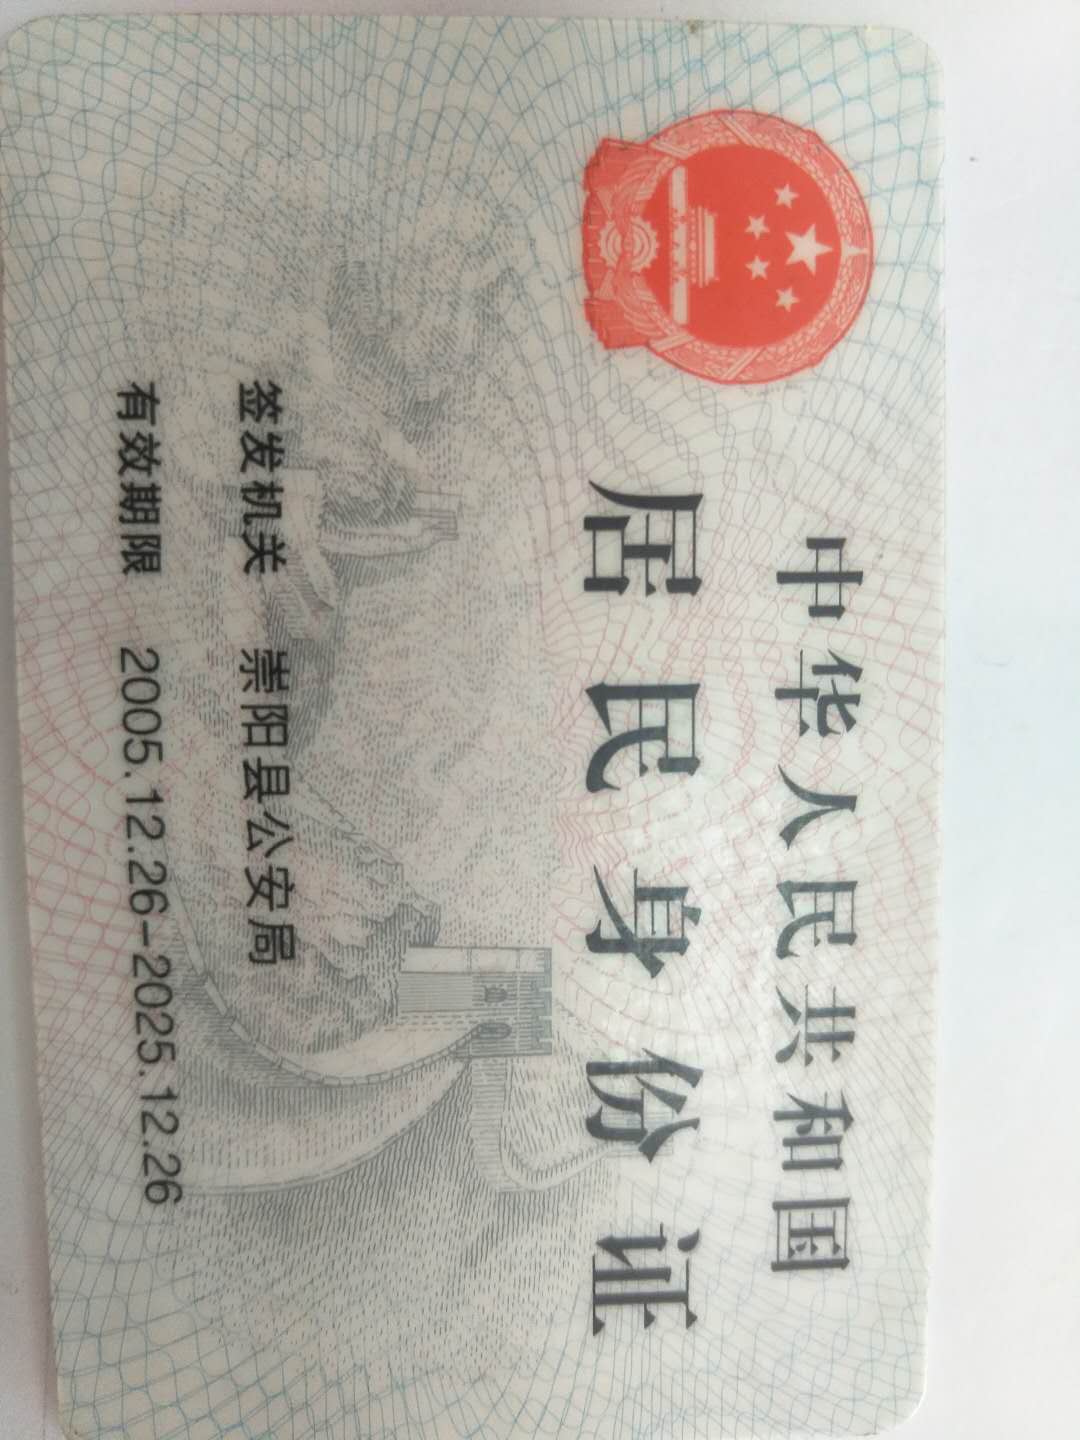 中华人民共和国
居民身份证
签发机关 崇阳县公安局
有效期限 2005.12.26-2025.12.26